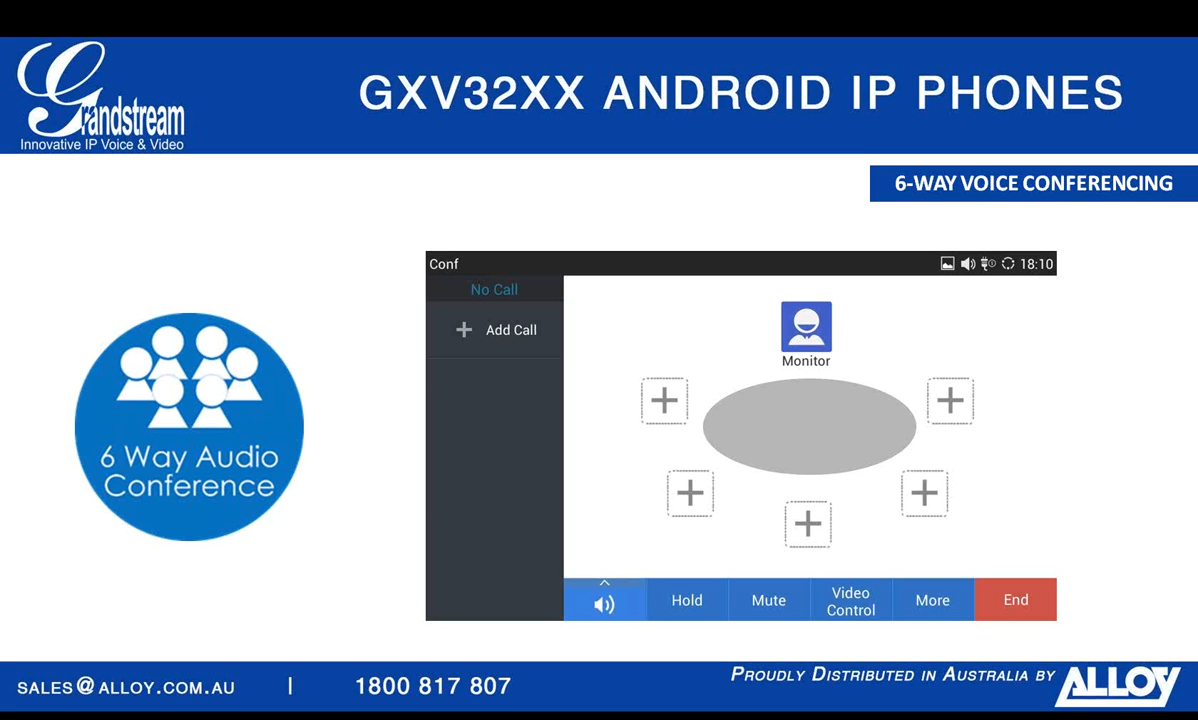 Grandstream
Innovative IP Voice & Video
GXV32XX ANDROID IP PHONES
6-WAY VOICE CONFERENCING
Conf
18:10
No Call
Add Call
Monitor
6 Way Audio
Conference
Hold
Mute
Video
Control
More
End
SALES@ALLOY.COM.AU | 1800 817 807
PROUDLY DISTRIBUTED IN AUSTRALIA BY
ALLOY